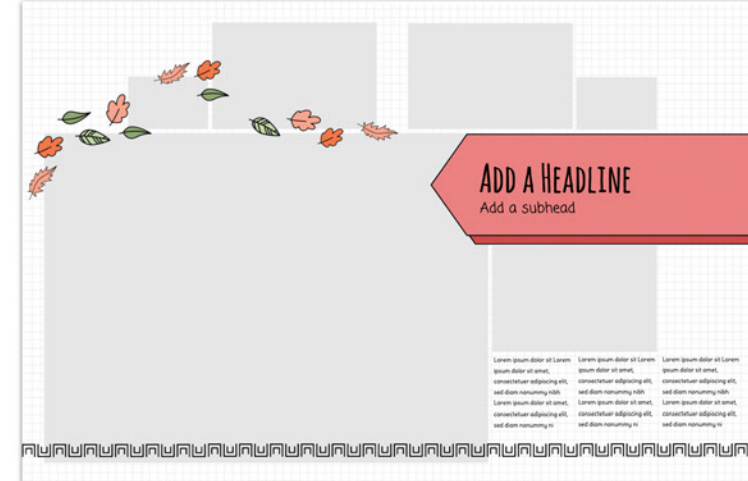 Add a Headline
Add a subhead
Lorem ipsum dolor sit Lorem
ipsum dolor sit amet,
consectetuer adipiscing elit,
sed diam nonummy nibh
Lorem ipsum dolor sit amet,
consectetuer adipiscing elit,
sed diam nonummy ni
Lorem ipsum dolor sit Lorem
ipsum dolor sit amet,
consectetuer adipiscing elit,
sed diam nonummy nibh
Lorem ipsum dolor sit amet,
consectetuer adipiscing elit,
sed diam nonummy ni
Lorem ipsum dolor sit Lorem
ipsum dolor sit amet,
consectetuer adipiscing elit,
sed diam nonummy nibh
Lorem ipsum dolor sit amet,
consectetuer adipiscing elit,
sed diam nonummy ni